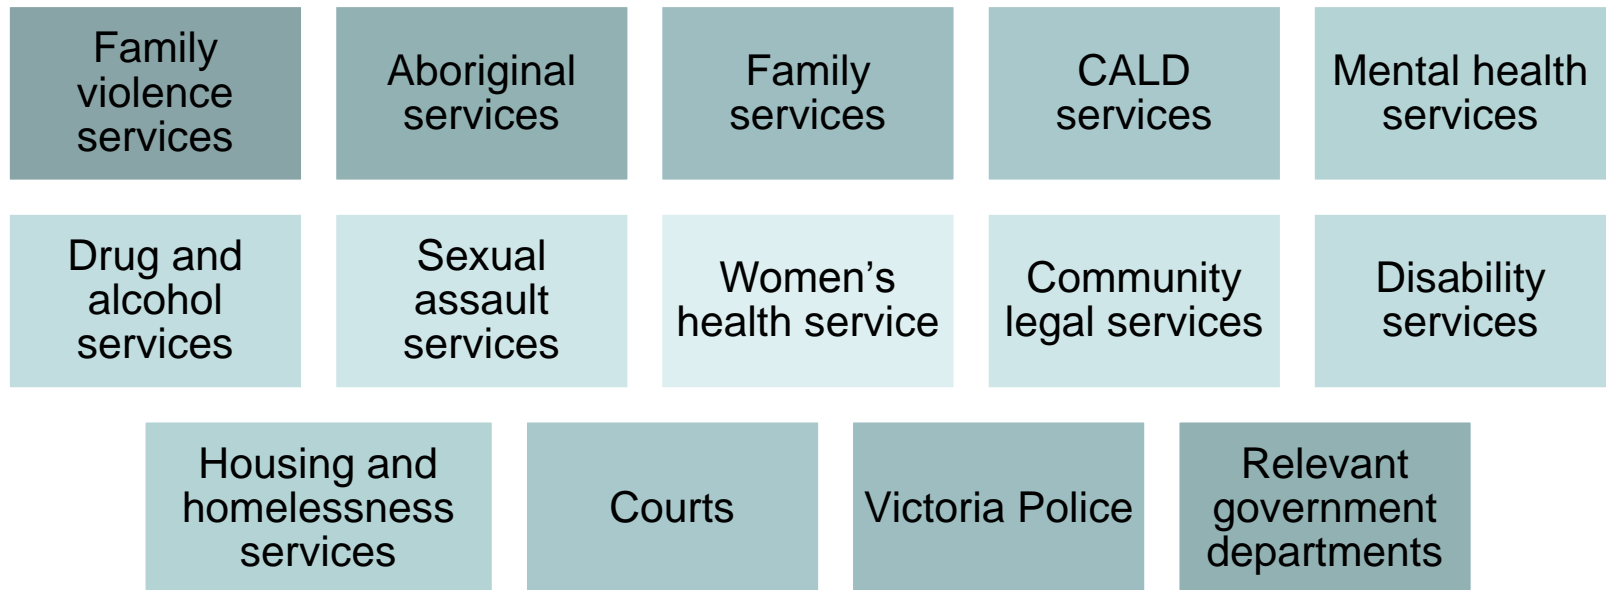 Family
violence
services
Aboriginal
services
Family
services
CALD
services
Mental health
services
Drug and
alcohol
services
Sexual
assault
services
Women’s
health service
Community
legal services
Disability
services
Housing and
homelessness
services
Courts
Victoria Police
Relevant
government
departments